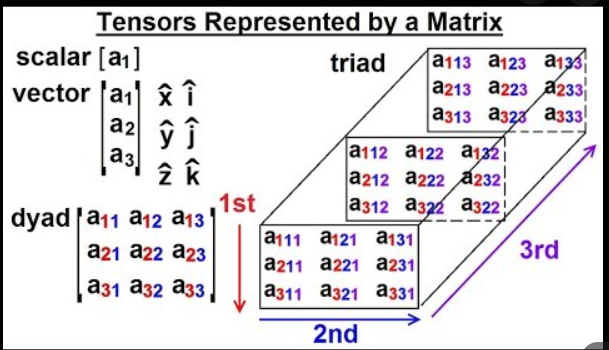 Tensors Represented by a Matrix
scalar [a₁]
vector
a₁ x̂ î
a₂ ŷ ĵ
a₃ ẑ k̂
dyad
a₁₁ a₁₂ a₁₃
a₂₁ a₂₂ a₂₃
a₃₁ a₃₂ a₃₃
triad
a₁₁₃ a₁₂₃ a₁₃₃
a₂₁₃ a₂₂₃ a₂₃₃
a₃₁₃ a₃₂₃ a₃₃₃
a₁₁₂ a₁₂₂ a₁₃₂
a₂₁₂ a₂₂₂ a₂₃₂
a₃₁₂ a₃₂₂ a₃₂₂
1st
a₁₁₁ a₁₂₁ a₁₃₁
a₂₁₁ a₂₂₁ a₂₃₁
a₃₁₁ a₃₂₁ a₃₃₁
2nd
3rd